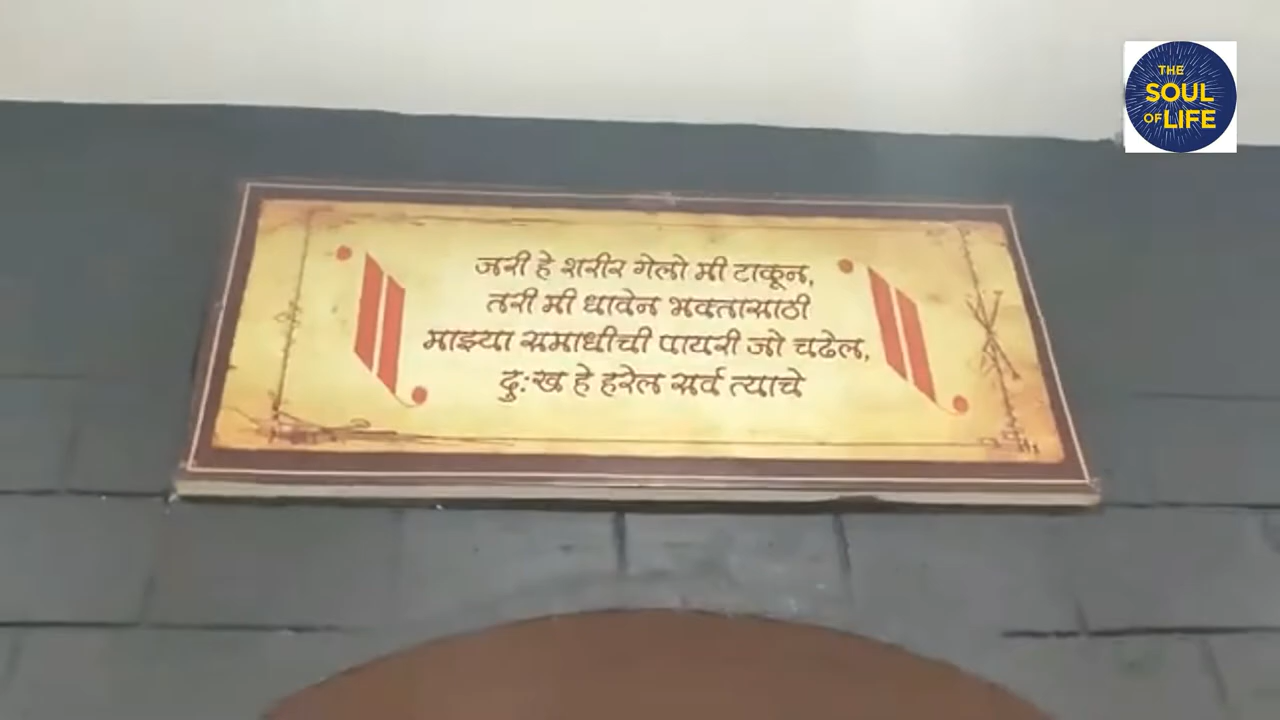 जरी हे शरीर गेलो मी टाकून,
तरी मी धावेन भक्तासाठी
माझ्या समाधीची पायरी जो चढेल,
दु:ख हे हरेल सर्व त्याचे
THE
SOUL
OF LIFE